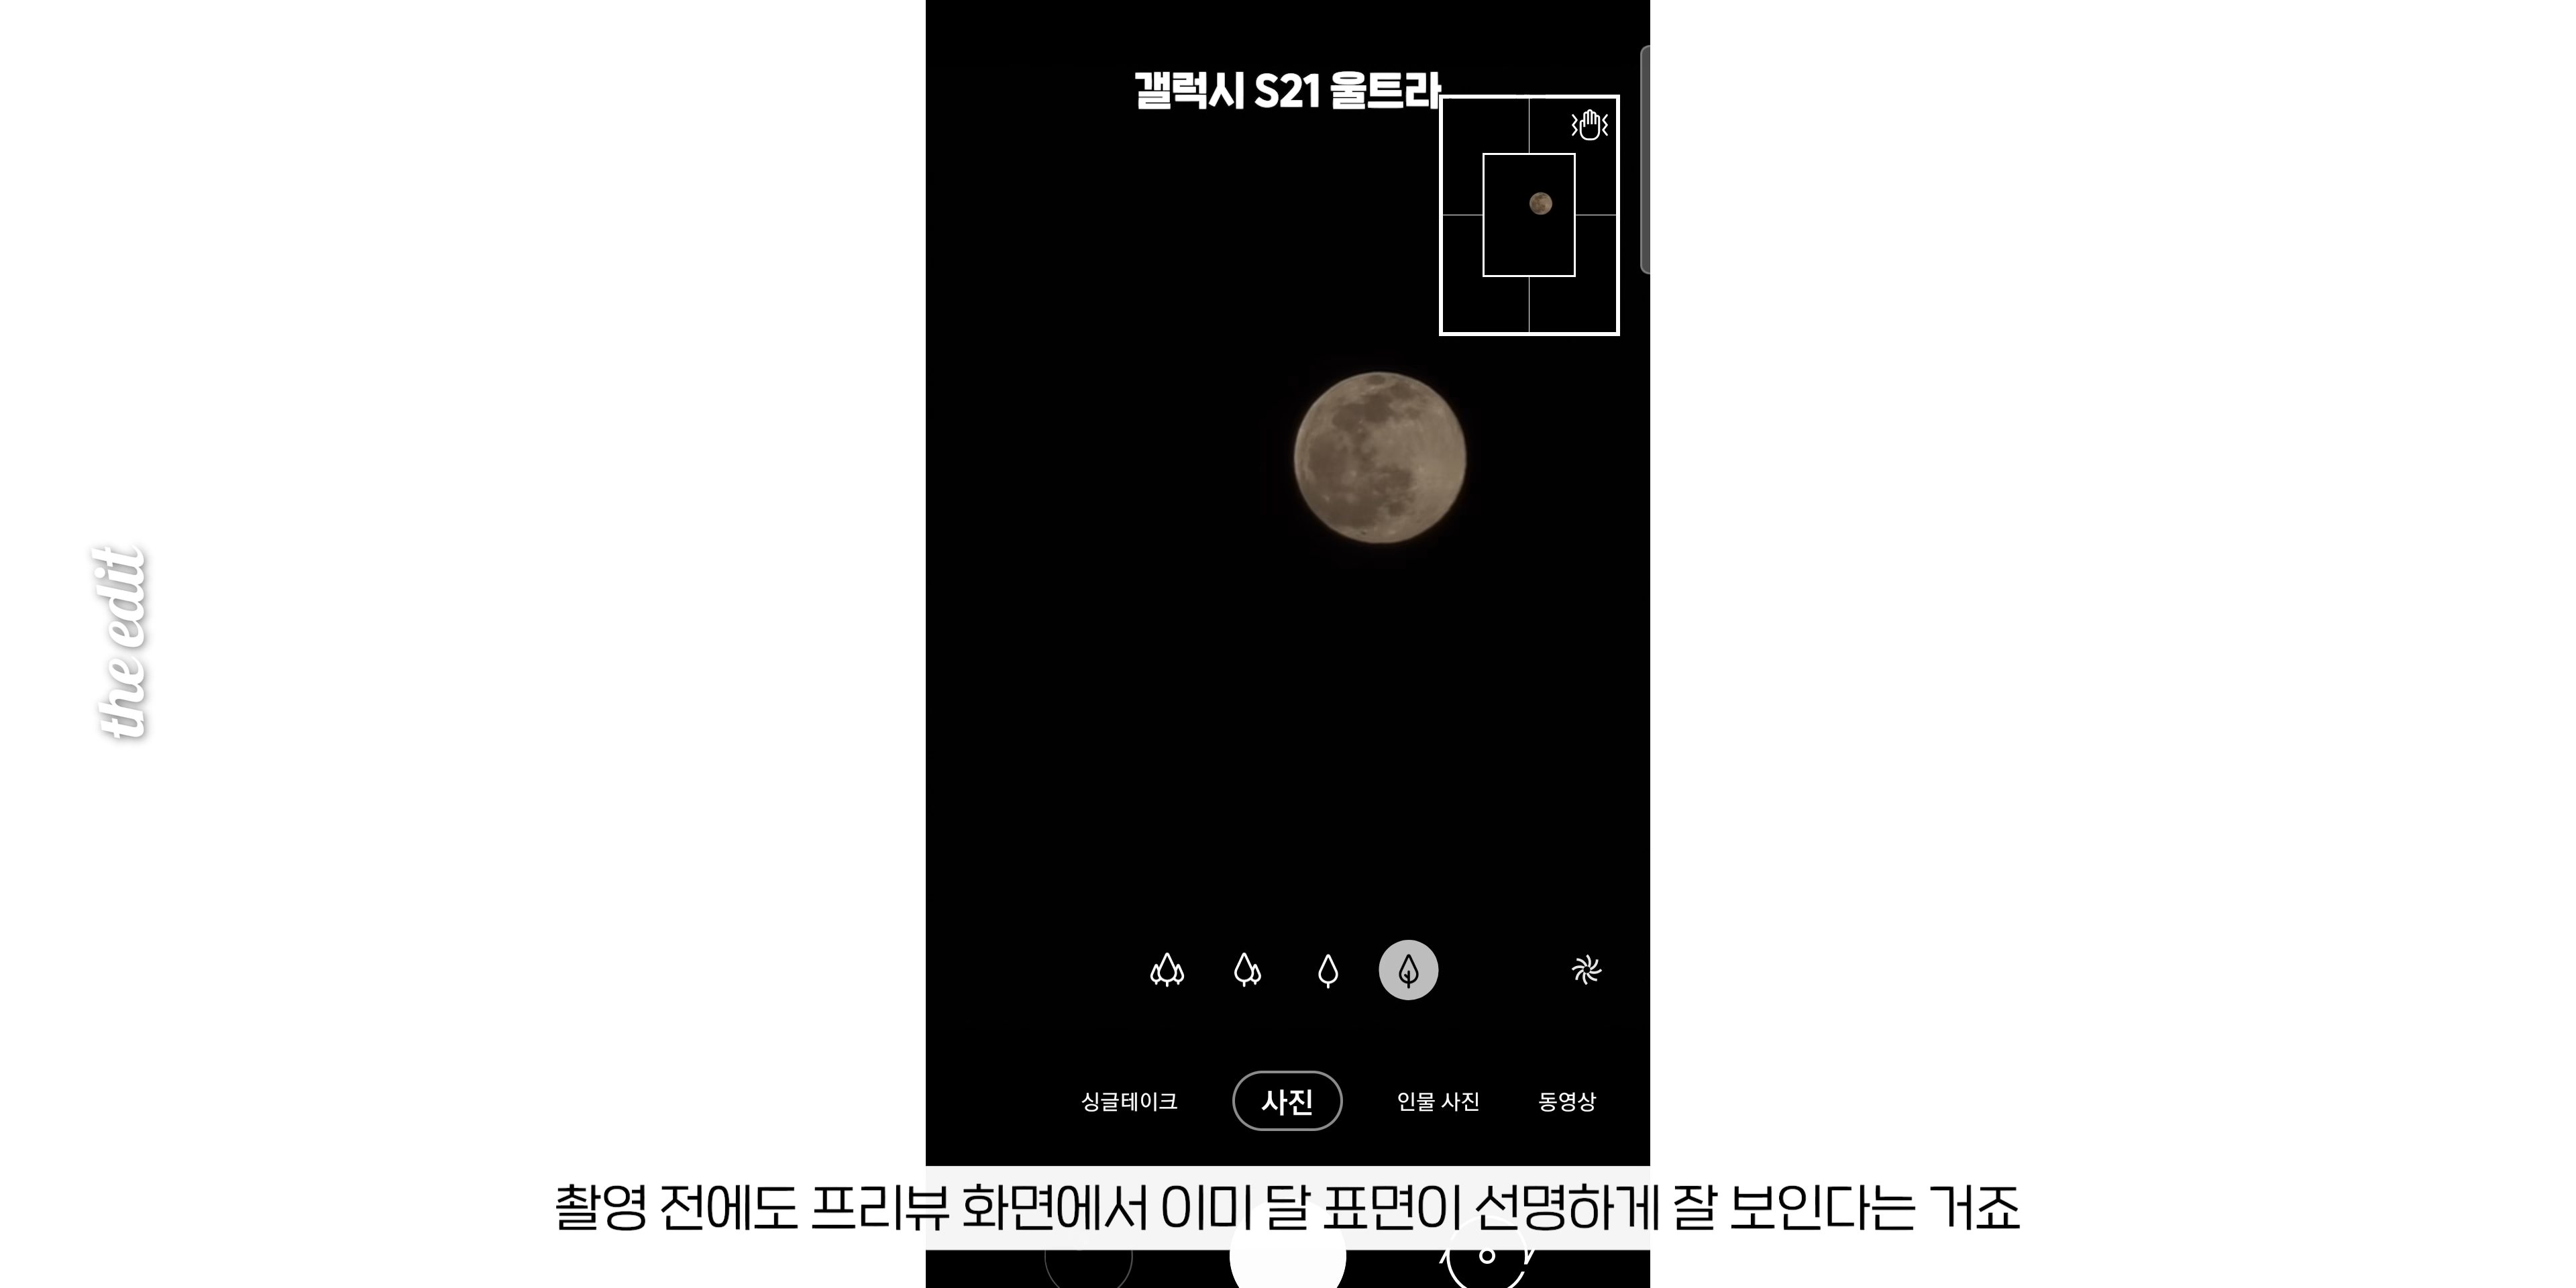 갤럭시 S21 울트라
the edit
싱글테이크
사진
인물 사진
동영상
촬영 전에도 프리뷰 화면에서 이미 달 표면이 선명하게 잘 보인다는 거죠